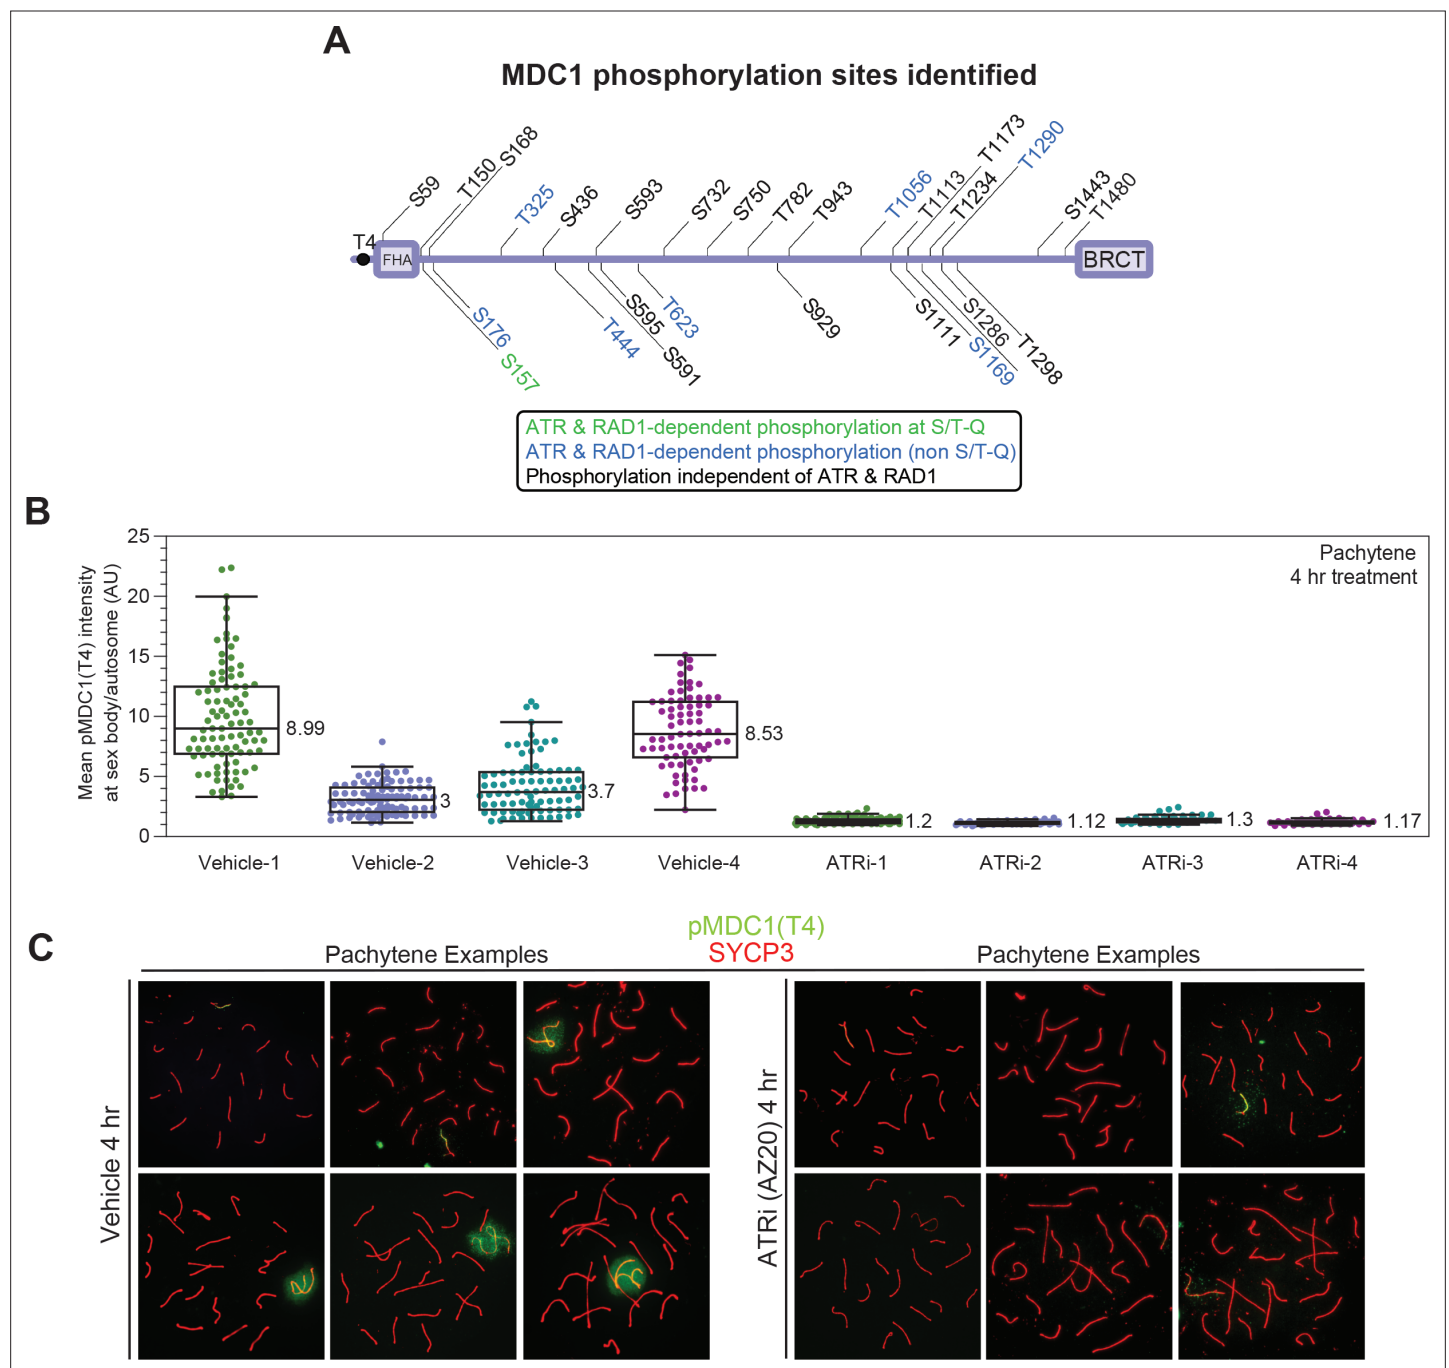 A
MDC1 phosphorylation sites identified
T4
S59
T150
S168
T325
S436
S593
S732
S750
T782
T943
T1056
T1113
T1173
T1234
T1290
S1443
T1480
FHA
BRCT
S176
S157
T444
S595
S591
T623
S929
S1111
S1169
S1286
T1298
ATR & RAD1-dependent phosphorylation at S/T-Q
ATR & RAD1-dependent phosphorylation (non S/T-Q)
Phosphorylation independent of ATR & RAD1
B
Mean pMDC1(T4) intensity
at sex body/autosome (AU)
25
20
15
10
5
0
Pachytene
4 hr treatment
8.99
3
3.7
8.53
1.2
1.12
1.3
1.17
Vehicle-1
Vehicle-2
Vehicle-3
Vehicle-4
ATRi-1
ATRi-2
ATRi-3
ATRi-4
C
pMDC1(T4)
SYCP3
Pachytene Examples
Pachytene Examples
Vehicle 4 hr
ATRi (AZ20) 4 hr